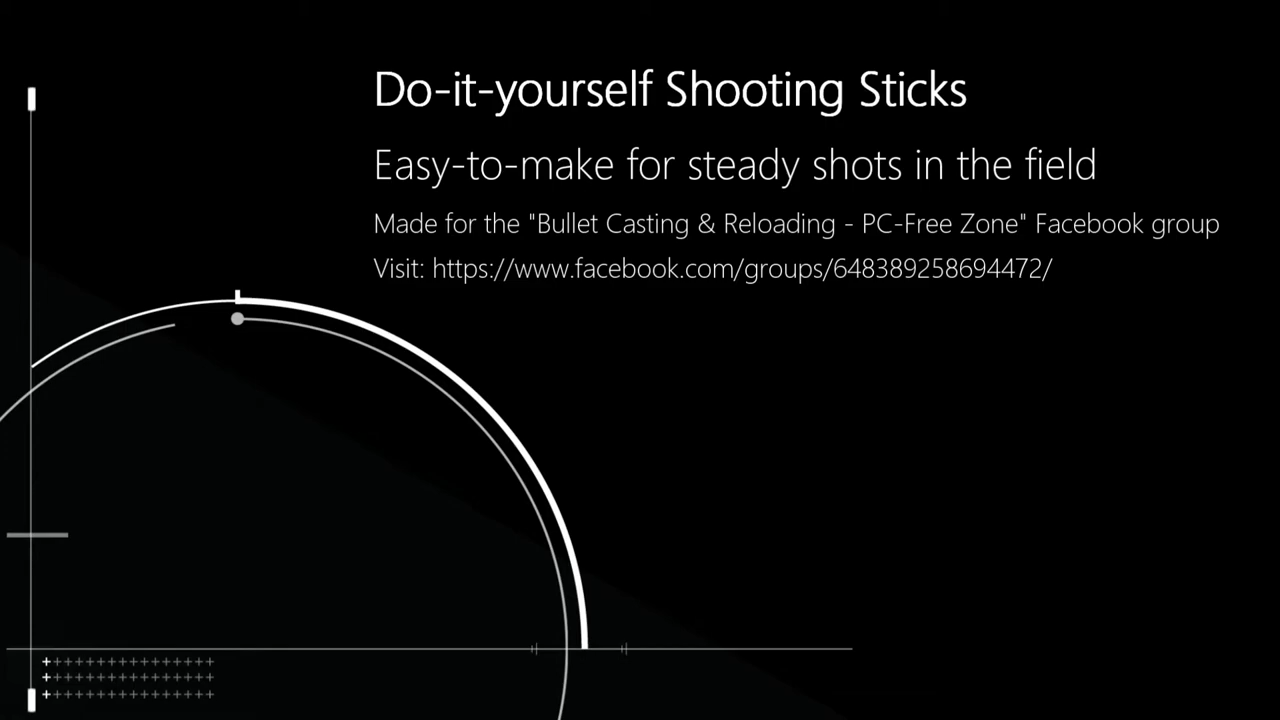 Do-it-yourself Shooting Sticks
Easy-to-make for steady shots in the field
Made for the "Bullet Casting & Reloading - PC-Free Zone" Facebook group
Visit: https://www.facebook.com/groups/648389258694472/